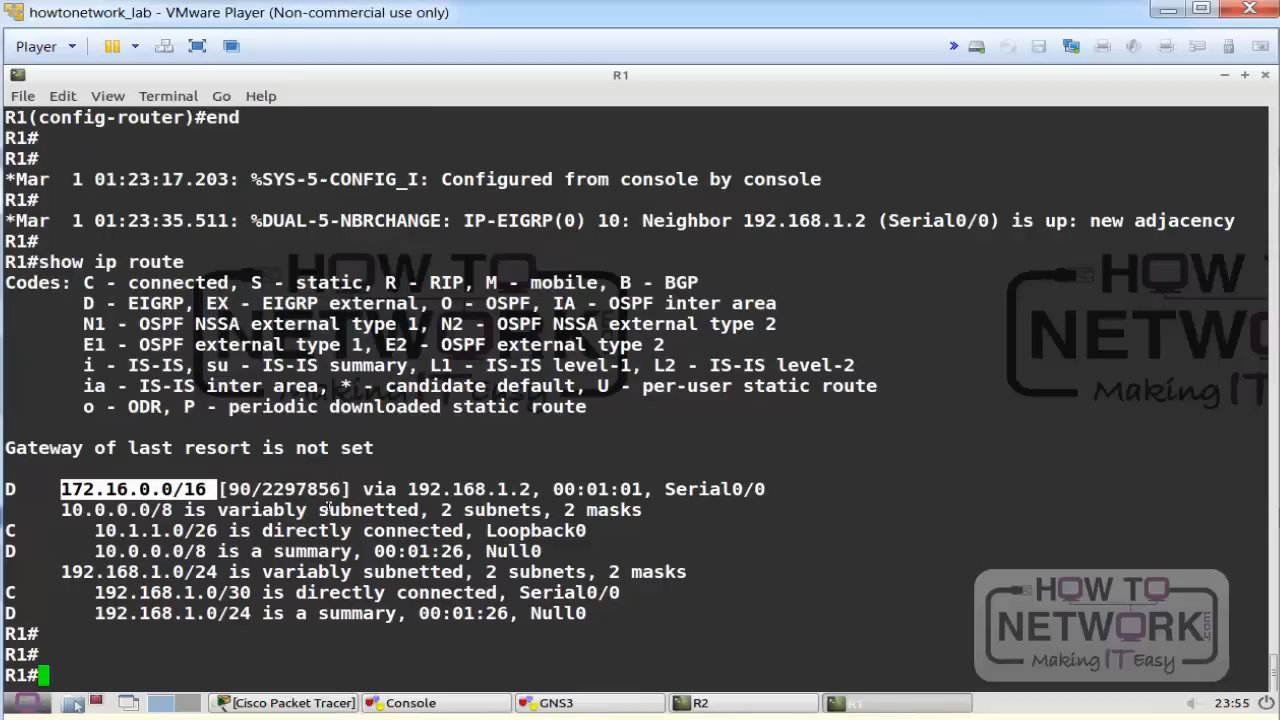 howtonetwork_lab - VMware Player (Non-commercial use only)
Player
R1
File Edit View Terminal Go Help
R1(config-router)#end
R1#
R1#
*Mar  1 01:23:17.203: %SYS-5-CONFIG_I: Configured from console by console
R1#
*Mar  1 01:23:35.511: %DUAL-5-NBRCHANGE: IP-EIGRP(0) 10: Neighbor 192.168.1.2 (Serial0/0) is up: new adjacency
R1#
R1#show ip route
Codes: C - connected, S - static, R - RIP, M - mobile, B - BGP
       D - EIGRP, EX - EIGRP external, O - OSPF, IA - OSPF inter area
       N1 - OSPF NSSA external type 1, N2 - OSPF NSSA external type 2
       E1 - OSPF external type 1, E2 - OSPF external type 2
       i - IS-IS, su - IS-IS summary, L1 - IS-IS level-1, L2 - IS-IS level-2
       ia - IS-IS inter area, * - candidate default, U - per-user static route
       o - ODR, P - periodic downloaded static route
Gateway of last resort is not set
D    172.16.0.0/16 [90/2297856] via 192.168.1.2, 00:01:01, Serial0/0
     10.0.0.0/8 is variably subnetted, 2 subnets, 2 masks
C       10.1.1.0/26 is directly connected, Loopback0
D       10.0.0.0/8 is a summary, 00:01:26, Null0
     192.168.1.0/24 is variably subnetted, 2 subnets, 2 masks
C       192.168.1.0/30 is directly connected, Serial0/0
D       192.168.1.0/24 is a summary, 00:01:26, Null0
R1#
R1#
R1#
HOW TO
NETWORK
Making IT
HOW TO
NETWORK
Making IT
HOW TO
NETWORK.com
Making IT Easy
[Cisco Packet Tracer] Console GNS3 R2 R1 23:55